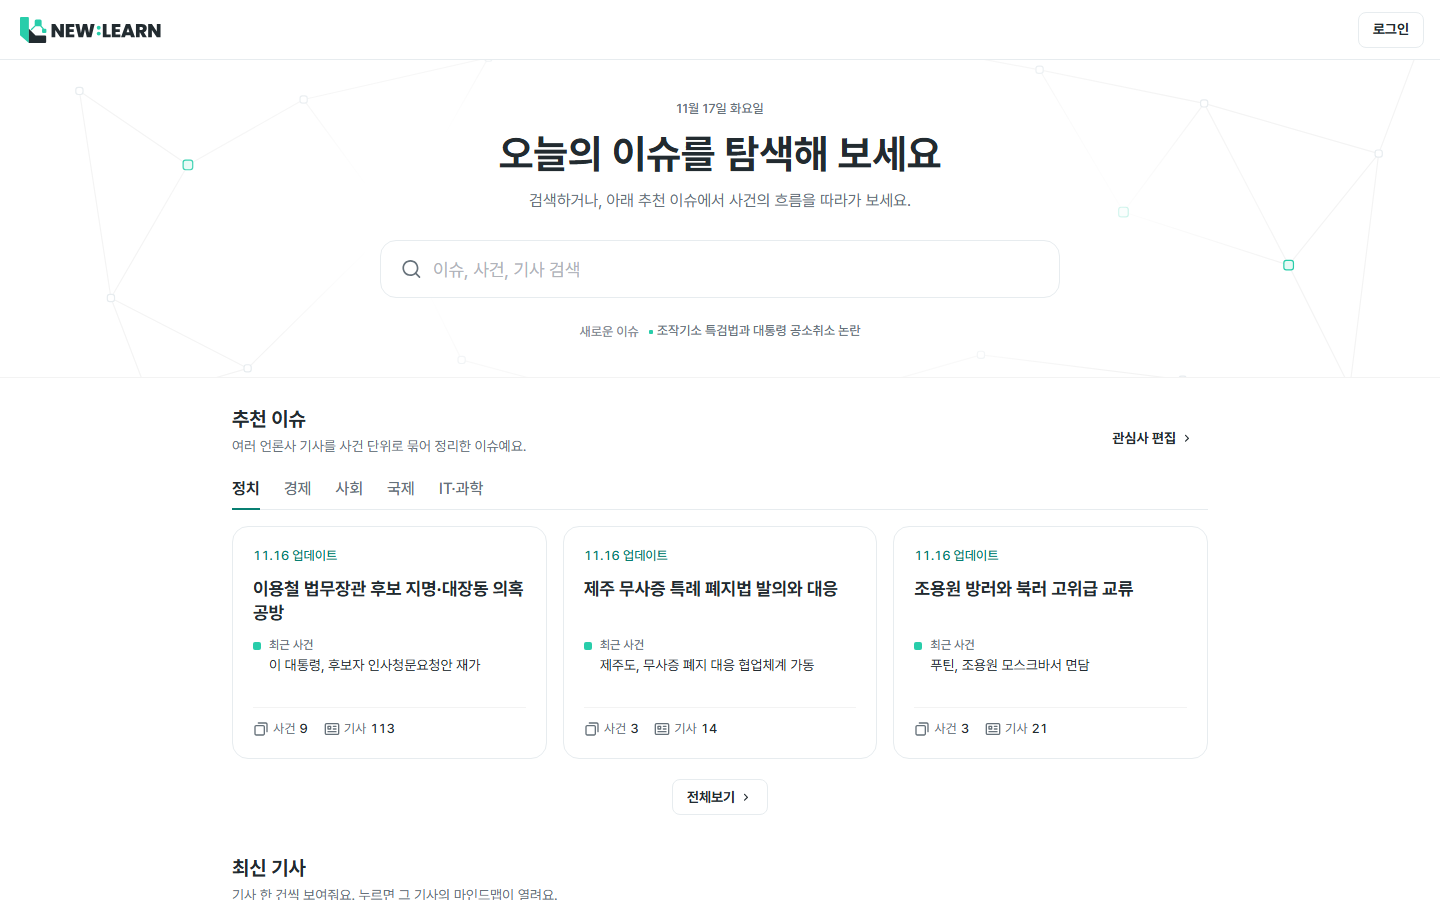 NEW:LEARN
로그인
11월 17일 화요일
오늘의 이슈를 탐색해 보세요
검색하거나, 아래 추천 이슈에서 사건의 흐름을 따라가 보세요.
이슈, 사건, 기사 검색
새로운 이슈 조작기소 특검법과 대통령 공소취소 논란
추천 이슈
여러 언론사 기사를 사건 단위로 묶어 정리한 이슈예요.
관심사 편집
정치 경제 사회 국제 IT·과학
11.16 업데이트
이용철 법무장관 후보 지명·대장동 의혹
공방
최근 사건
이 대통령, 후보자 인사청문요청안 재가
사건 9 기사 113
11.16 업데이트
제주 무사증 특례 폐지법 발의와 대응
최근 사건
제주도, 무사증 폐지 대응 협업체계 가동
사건 3 기사 14
11.16 업데이트
조용원 방러와 북러 고위급 교류
최근 사건
푸틴, 조용원 모스크바서 면담
사건 3 기사 21
전체보기
최신 기사
기사 한 건씩 보여줘요. 누르면 그 기사의 마인드맵이 열려요.